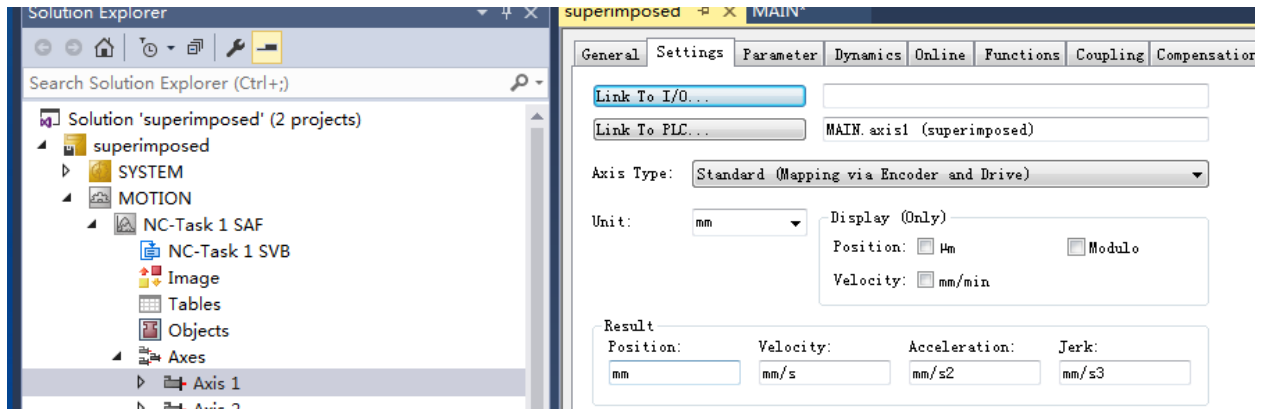 Solution Explorer
Search Solution Explorer (Ctrl+;)
Solution 'superimposed' (2 projects)
superimposed
SYSTEM
MOTION
NC-Task 1 SAF
NC-Task 1 SVB
Image
Tables
Objects
Axes
Axis 1
Axis 2
superimposed MAIN*
General Settings Parameter Dynamics Online Functions Coupling Compensation
Link To I/O...
Link To PLC... MAIN.axis1 (superimposed)
Axis Type: Standard (Mapping via Encoder and Drive)
Unit: mm Display (Only)
Position: µm Modulo
Velocity: mm/min
Result
Position: Velocity: Acceleration: Jerk:
mm mm/s mm/s2 mm/s3